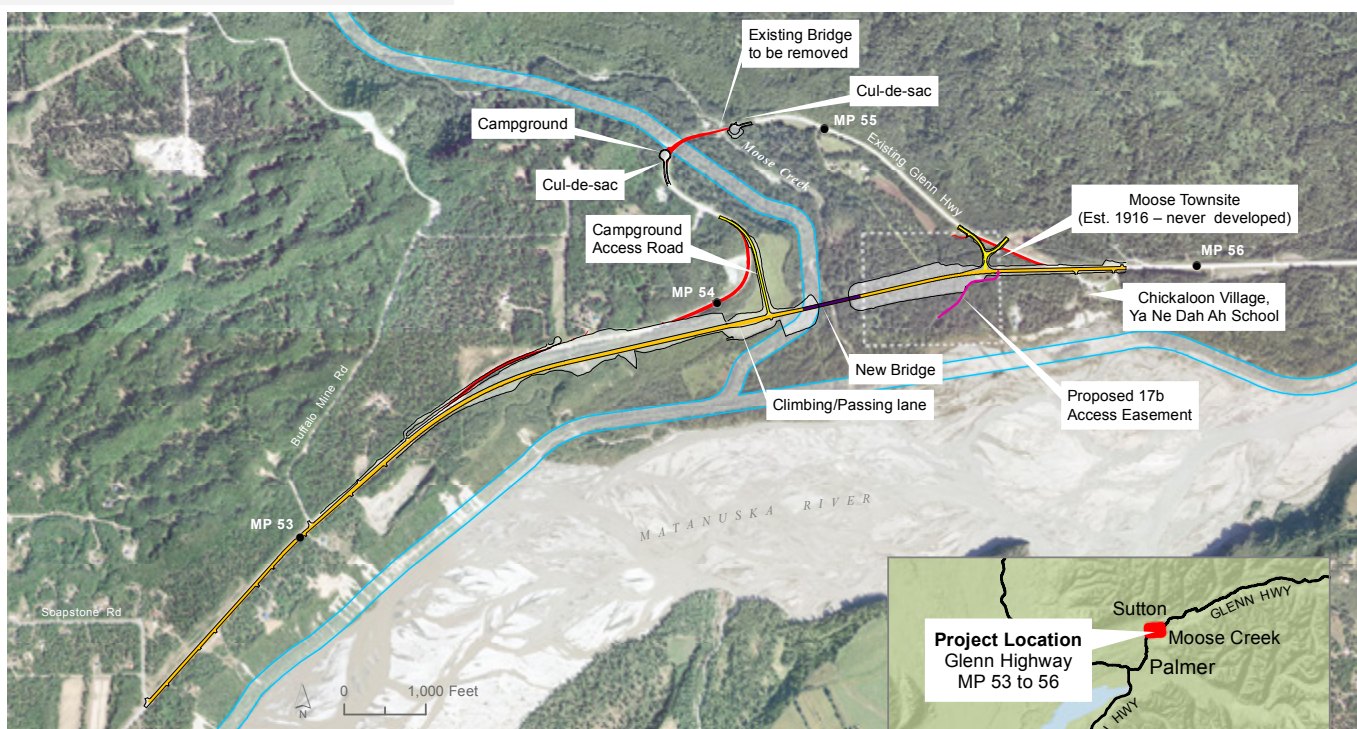 Existing Bridge
to be removed
Cul-de-sac
Campground
MP 55
Moose Creek
Existing Glenn Hwy
Cul-de-sac
Moose Townsite
(Est. 1916 – never developed)
Campground
Access Road
MP 56
MP 54
Chickaloon Village,
Ya Ne Dah Ah School
New Bridge
Proposed 17b
Access Easement
Climbing/Passing lane
Buffalo Mine Rd
MATANUSKA RIVER
MP 53
Soapstone Rd
0 1,000 Feet
N
Sutton
GLENN HWY
Project Location
Glenn Highway
MP 53 to 56
Moose Creek
Palmer
HWY